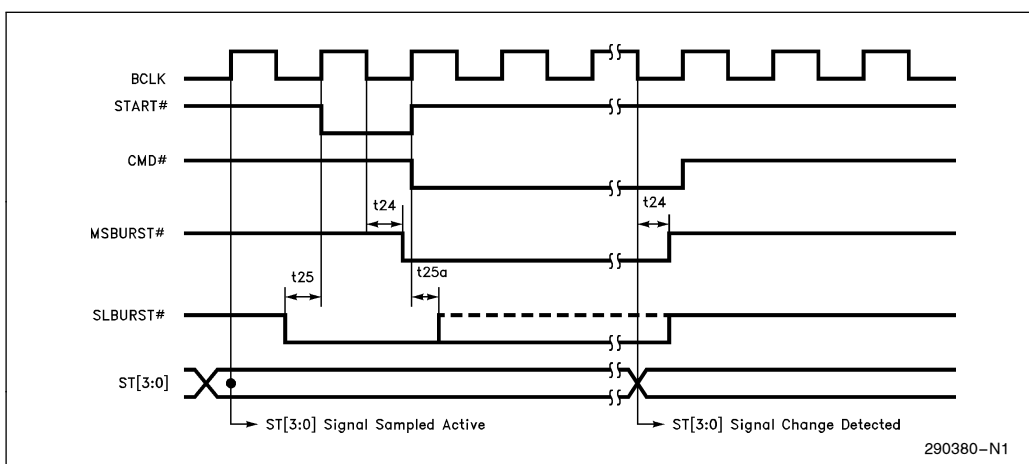 BCLK
START#
CMD#
t24
t24
MSBURST#
t25
t25a
SLBURST#
ST[3:0]
ST[3:0] Signal Sampled Active
ST[3:0] Signal Change Detected
290380–N1